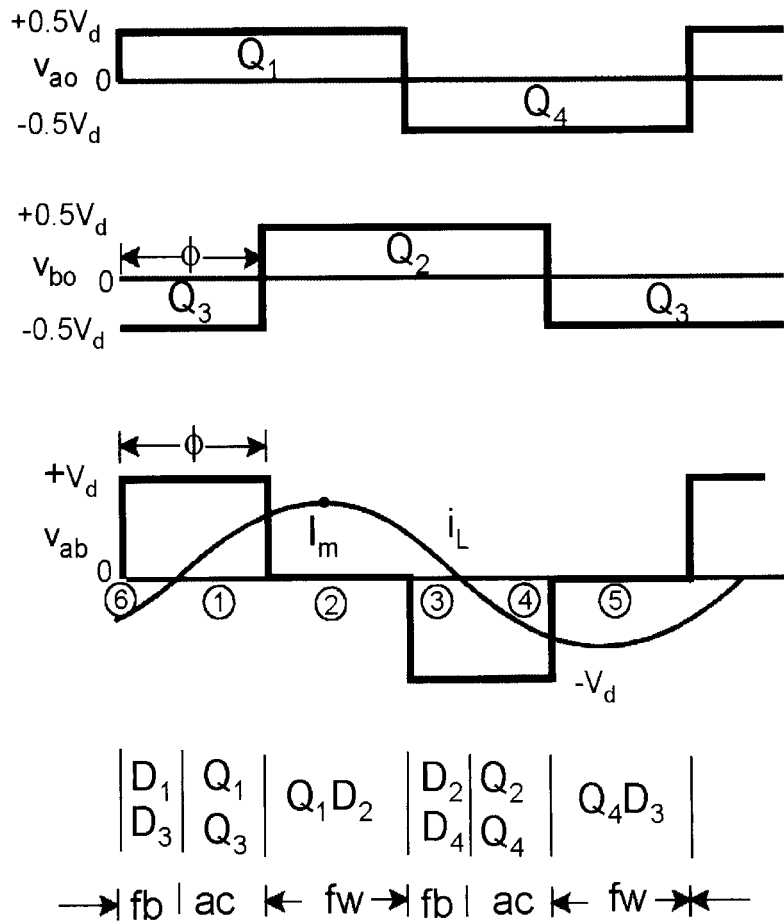 +0.5V_d
Q_1
v_ao 0
Q_4
-0.5V_d
+0.5V_d
ϕ
Q_2
v_bo 0
Q_3 Q_3
-0.5V_d
ϕ
+V_d
I_m i_L
v_ab 0
⑥ ① ② ③ ④ ⑤
-V_d
D_1 Q_1 D_2 Q_2
Q_1D_2 Q_4D_3
D_3 Q_3 D_4 Q_4
fb ac fw fb ac fw